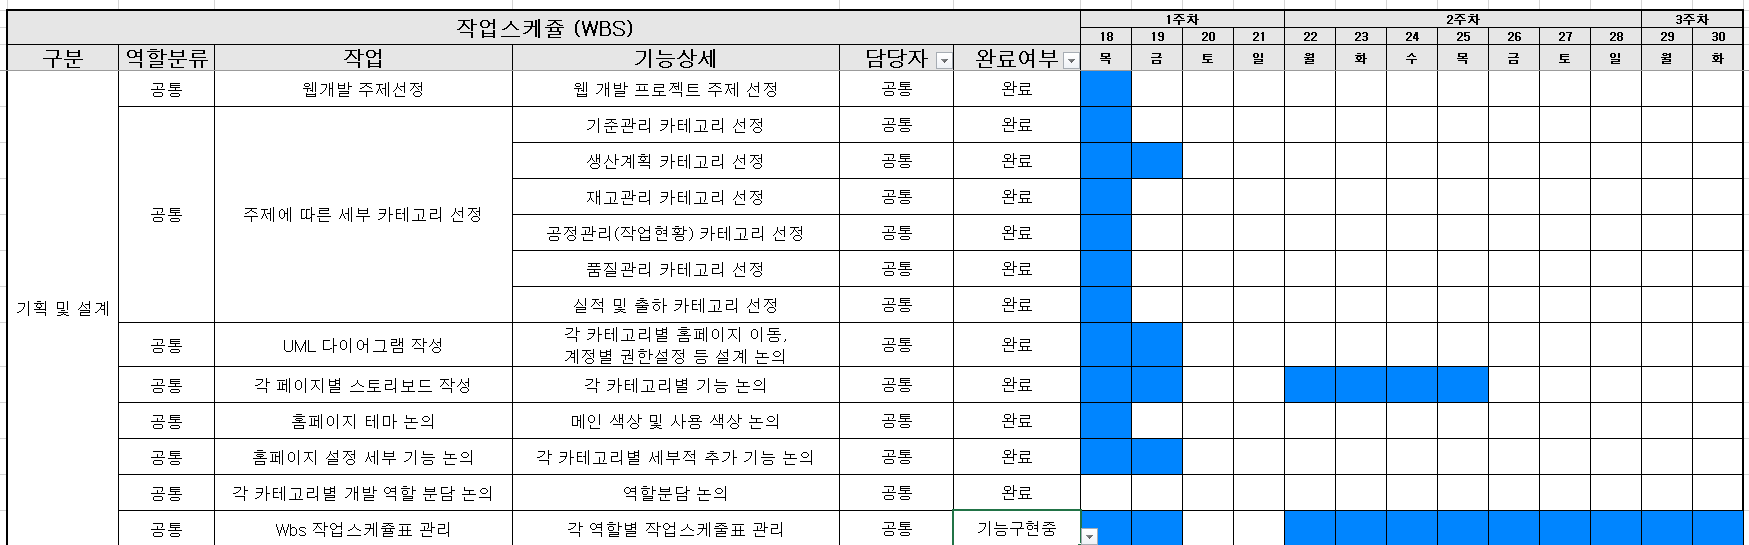 작업스케쥴 (WBS) 1주차 2주차 3주차
18 19 20 21 22 23 24 25 26 27 28 29 30
구분 역할분류 작업 기능상세 담당자 완료여부 목 금 토 일 월 화 수 목 금 토 일 월 화
공통 웹개발 주제선정 웹 개발 프로젝트 주제 선정 공통 완료
기준관리 카테고리 선정 공통 완료
생산계획 카테고리 선정 공통 완료
재고관리 카테고리 선정 공통 완료
공통 주제에 따른 세부 카테고리 선정
공정관리(작업현황) 카테고리 선정 공통 완료
품질관리 카테고리 선정 공통 완료
실적 및 출하 카테고리 선정 공통 완료
기획 및 설계
공통 UML 다이어그램 작성 각 카테고리별 홈페이지 이동,
계정별 권한설정 등 설계 논의 공통 완료
공통 각 페이지별 스토리보드 작성 각 카테고리별 기능 논의 공통 완료
공통 홈페이지 테마 논의 메인 색상 및 사용 색상 논의 공통 완료
공통 홈페이지 설정 세부 기능 논의 각 카테고리별 세부적 추가 기능 논의 공통 완료
공통 각 카테고리별 개발 역할 분담 논의 역할분담 논의 공통 완료
공통 Wbs 작업스케쥴표 관리 각 역할별 작업스케줄표 관리 공통 기능구현중